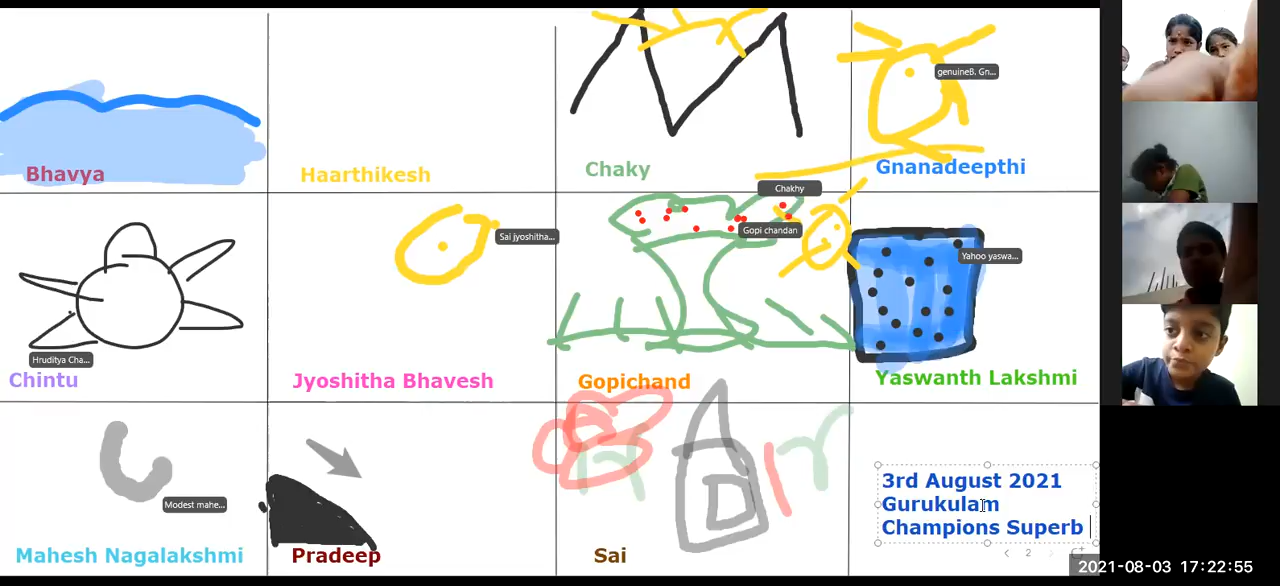 genuineB. Gn...
Bhavya
Haarthikesh
Chaky
Gnanadeepthi
Chakhy
Gopi chandan
Sai jyoshitha...
Yahoo yaswa...
Hruditya Cha...
Chintu
Jyoshitha Bhavesh
Gopichand
Yaswanth Lakshmi
Modest mahe...
3rd August 2021
Gurukulam
Champions Superb
Mahesh Nagalakshmi
Pradeep
Sai
2
2021-08-03 17:22:55